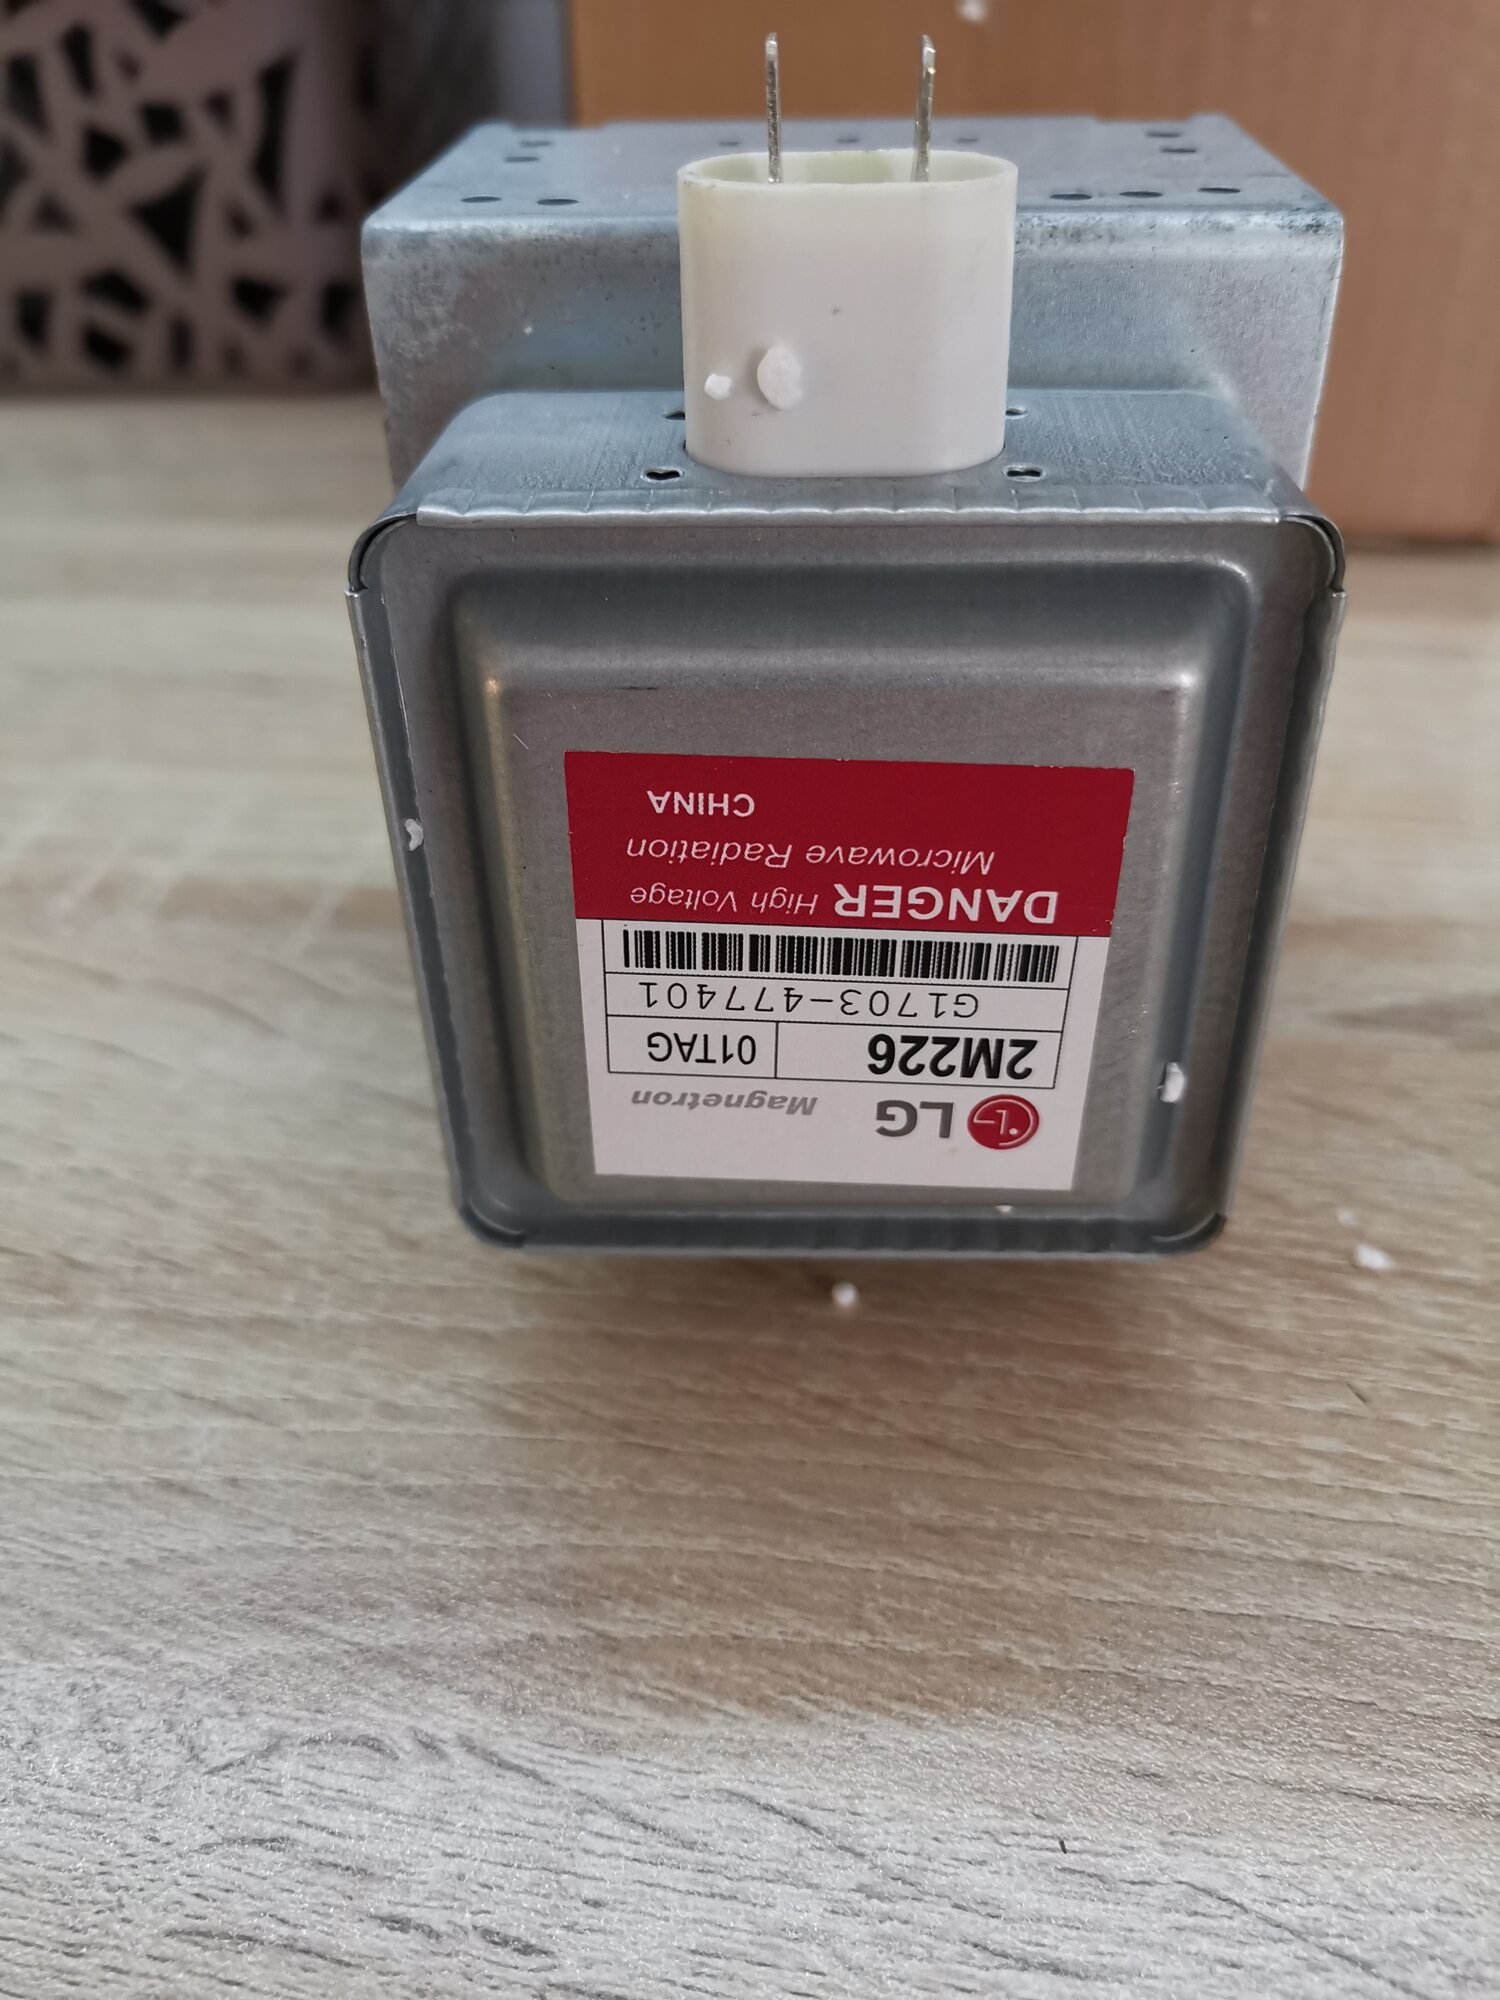 LG Magnetron
2M226 01TAG
G1703-477401
DANGER High Voltage
Microwave Radiation
CHINA